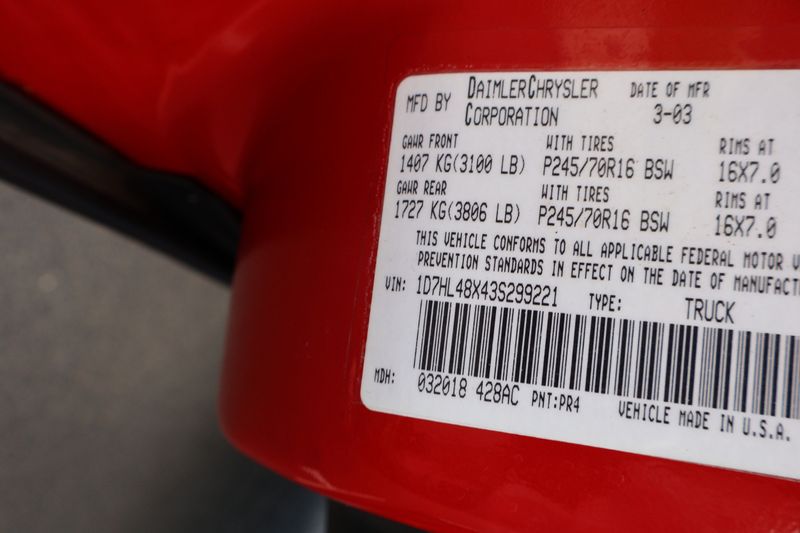 MFD BY DAIMLERCHRYSLER CORPORATION DATE OF MFR 3-03
GAWR FRONT WITH TIRES RIMS AT
1407 KG(3100 LB) P245/70R16 BSW 16X7.0
GAWR REAR WITH TIRES RIMS AT
1727 KG(3806 LB) P245/70R16 BSW 16X7.0
THIS VEHICLE CONFORMS TO ALL APPLICABLE FEDERAL MOTOR
PREVENTION STANDARDS IN EFFECT ON THE DATE OF MANUFACT
VIN: 1D7HL48X43S299221 TYPE: TRUCK
MDH: 032018 428AC PNT:PR4 VEHICLE MADE IN U.S.A.